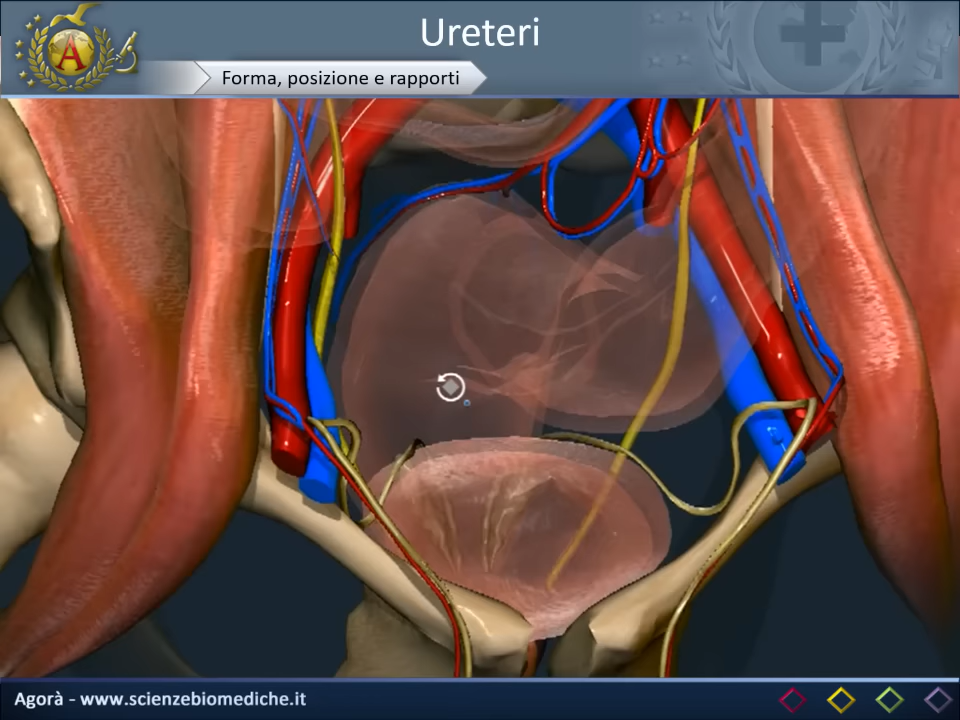 Ureteri
A
Forma, posizione e rapporti
Agorà - www.scienzebiomediche.it